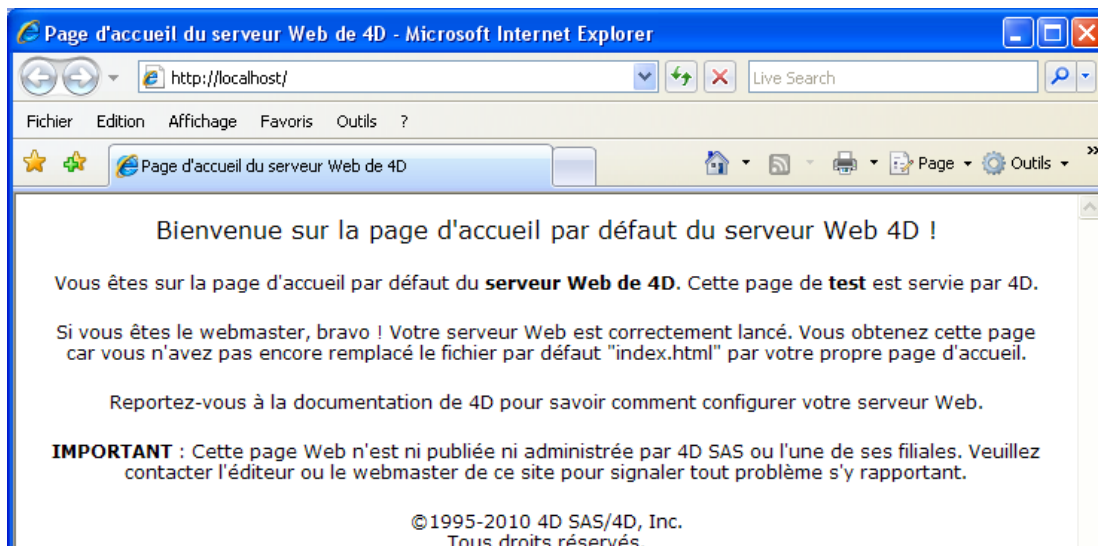 Page d'accueil du serveur Web de 4D - Microsoft Internet Explorer
http://localhost/ Live Search
Fichier Edition Affichage Favoris Outils ?
Page d'accueil du serveur Web de 4D Page Outils »
Bienvenue sur la page d'accueil par défaut du serveur Web 4D !
Vous êtes sur la page d'accueil par défaut du serveur Web de 4D. Cette page de test est servie par 4D.
Si vous êtes le webmaster, bravo ! Votre serveur Web est correctement lancé. Vous obtenez cette page
car vous n'avez pas encore remplacé le fichier par défaut "index.html" par votre propre page d'accueil.
Reportez-vous à la documentation de 4D pour savoir comment configurer votre serveur Web.
IMPORTANT : Cette page Web n'est ni publiée ni administrée par 4D SAS ou l'une de ses filiales. Veuillez
contacter l'éditeur ou le webmaster de ce site pour signaler tout problème s'y rapportant.
©1995-2010 4D SAS/4D, Inc.
Tous droits réservés.